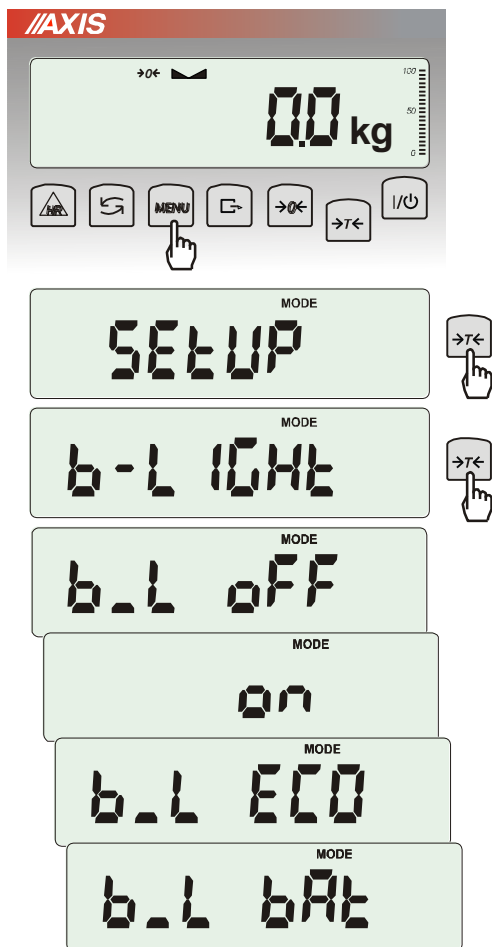 AXIS
→0← 100
50
0.0 kg
0
HR MENU →0← →T← I/⏻
MODE
SEtUP
→T←
MODE
b-LIGHt
→T←
MODE
b_L oFF
MODE
on
MODE
b_L ECO
MODE
b_L bAt